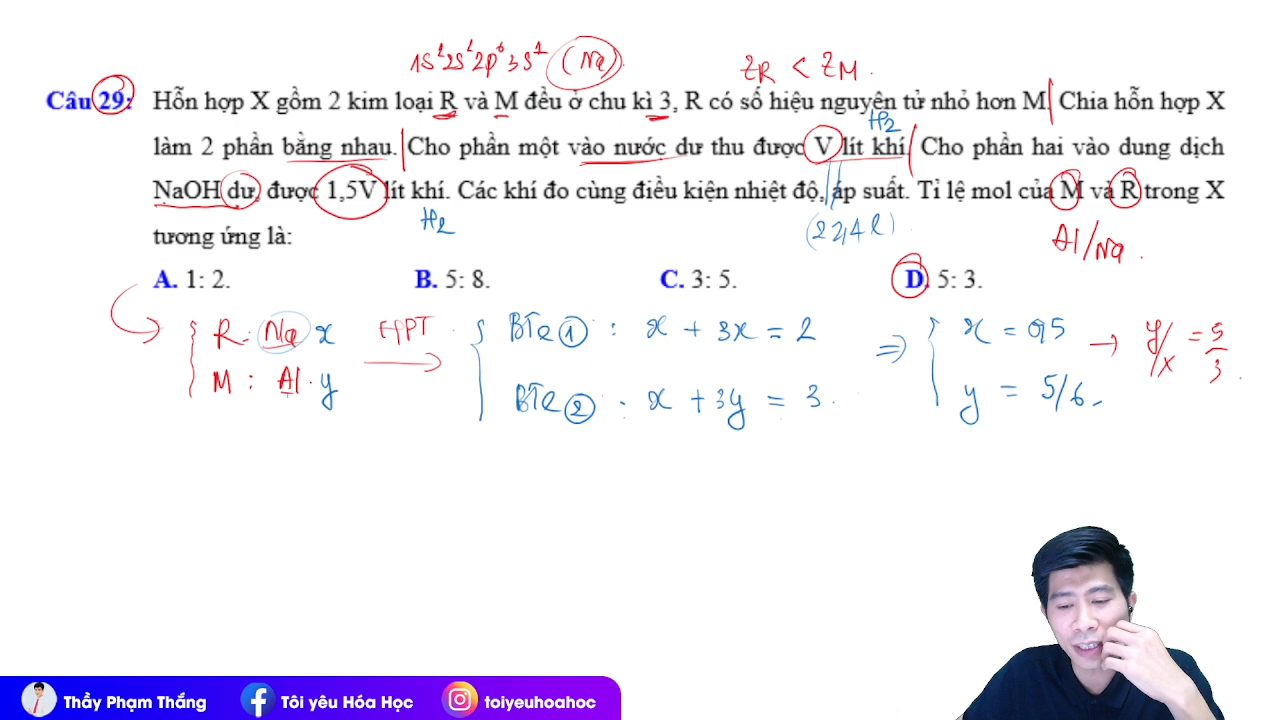 1s²2s²2p⁶3s¹ (Na) Z_R < Z_M.
Câu 29: Hỗn hợp X gồm 2 kim loại R và M đều ở chu kì 3, R có số hiệu nguyên tử nhỏ hơn M. Chia hỗn hợp X
H₂
làm 2 phần bằng nhau. Cho phần một vào nước dư thu được V lít khí. Cho phần hai vào dung dịch
NaOH dư, được 1,5V lít khí. Các khí đo cùng điều kiện nhiệt độ, áp suất. Tỉ lệ mol của M và R trong X
H₂ (22,4l). Al/Na.
tương ứng là:
A. 1: 2. B. 5: 8. C. 3: 5. D. 5: 3.
R: Na x BTe ① : x + 3x = 2 ⇒ x = 0,5 → y/x = 5/3.
M: Al. y BTe ② : x + 3y = 3. y = 5/6
Thầy Phạm Thắng Tôi yêu Hóa Học toiyeuhoahoc